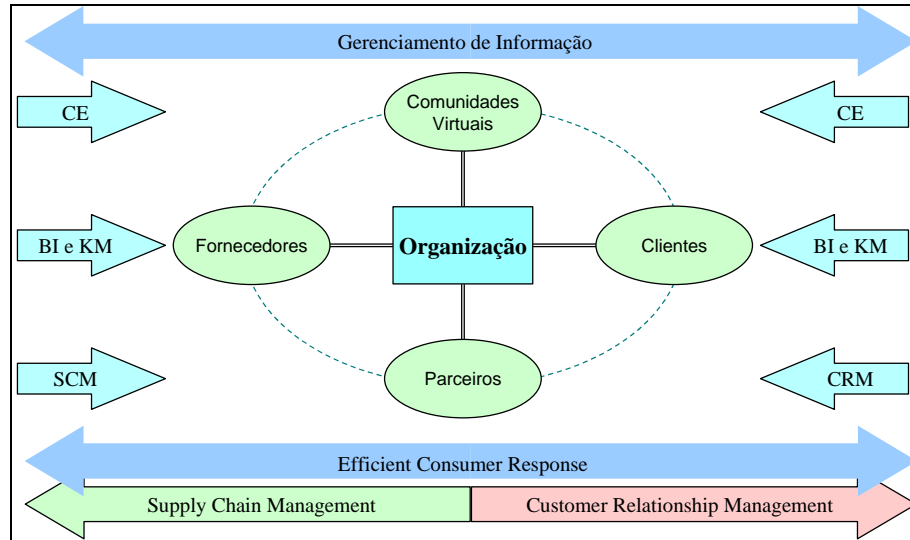 Gerenciamento de Informação
CE
Comunidades
Virtuais
CE
BI e KM
Fornecedores
Organização
Clientes
BI e KM
SCM
Parceiros
CRM
Efficient Consumer Response
Supply Chain Management
Customer Relationship Management